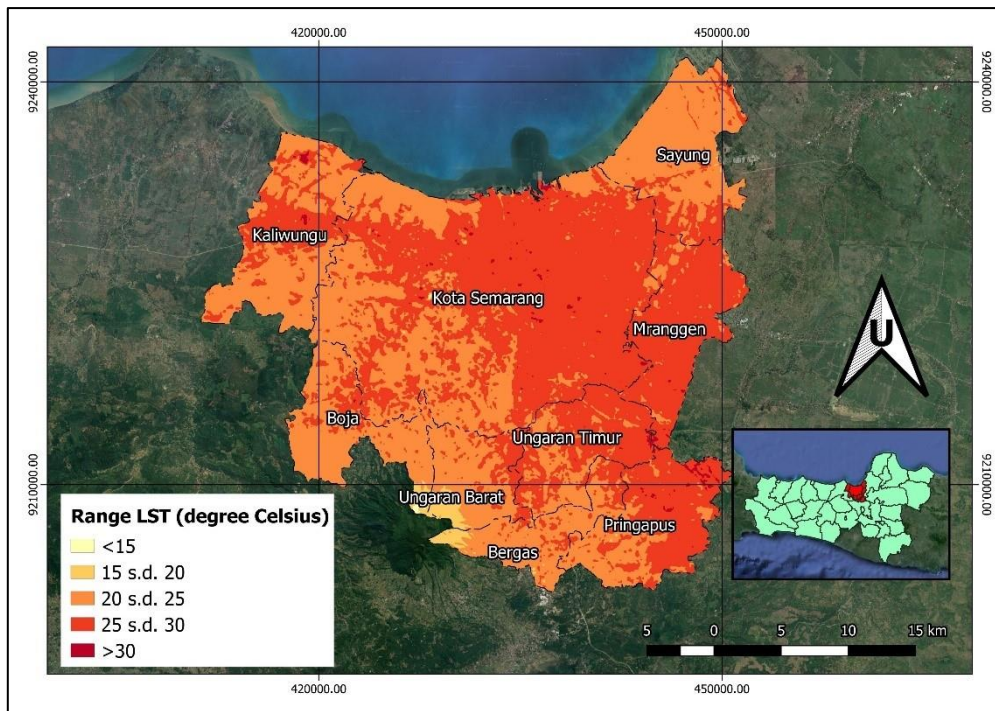 420000.00
450000.00
9240000.00
9240000.00
Sayung
Kaliwungu
Kota Semarang
Mranggen
U
Boja
Ungaran Timur
9210000.00
9210000.00
Ungaran Barat
Pringapus
Bergas
Range LST (degree Celsius)
<15
15 s.d. 20
20 s.d. 25
25 s.d. 30
>30
5 0 5 10 15 km
420000.00
450000.00